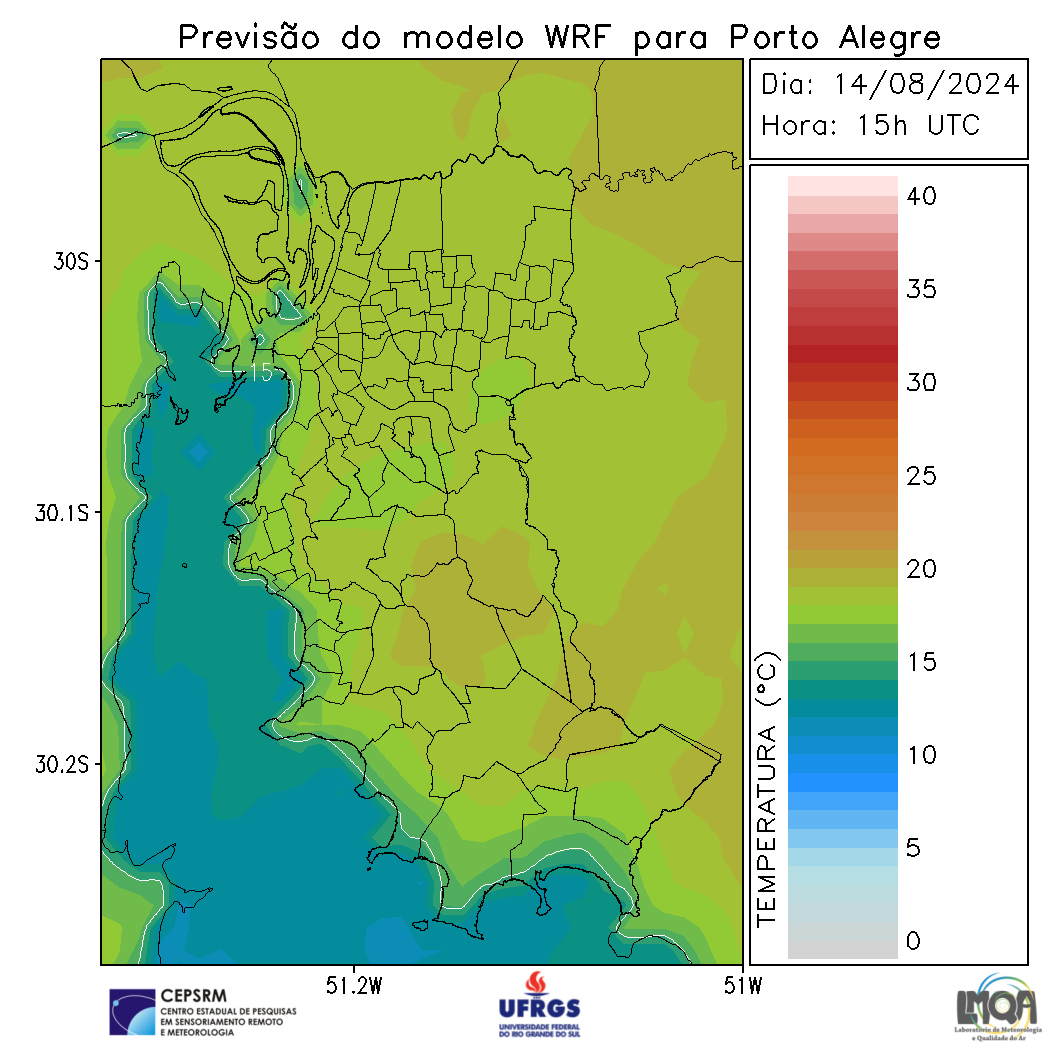 Previsão do modelo WRF para Porto Alegre
Dia: 14/08/2024
Hora: 15h UTC
30S
30.1S
30.2S
51.2W
51W
15
TEMPERATURA (°C)
40
35
30
25
20
15
10
5
0
CEPSRM
CENTRO ESTADUAL DE PESQUISAS
EM SENSORIAMENTO REMOTO
E METEOROLOGIA
UFRGS
UNIVERSIDADE FEDERAL
DO RIO GRANDE DO SUL
LMQA
Laboratório de Meteorologia
e Qualidade do Ar